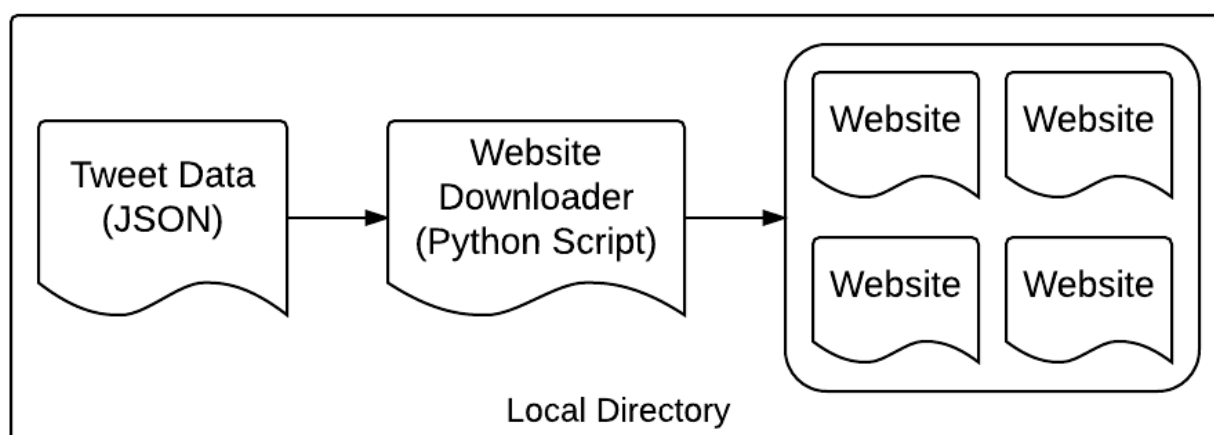 Tweet Data
(JSON)
Website
Downloader
(Python Script)
Website
Website
Website
Website
Local Directory